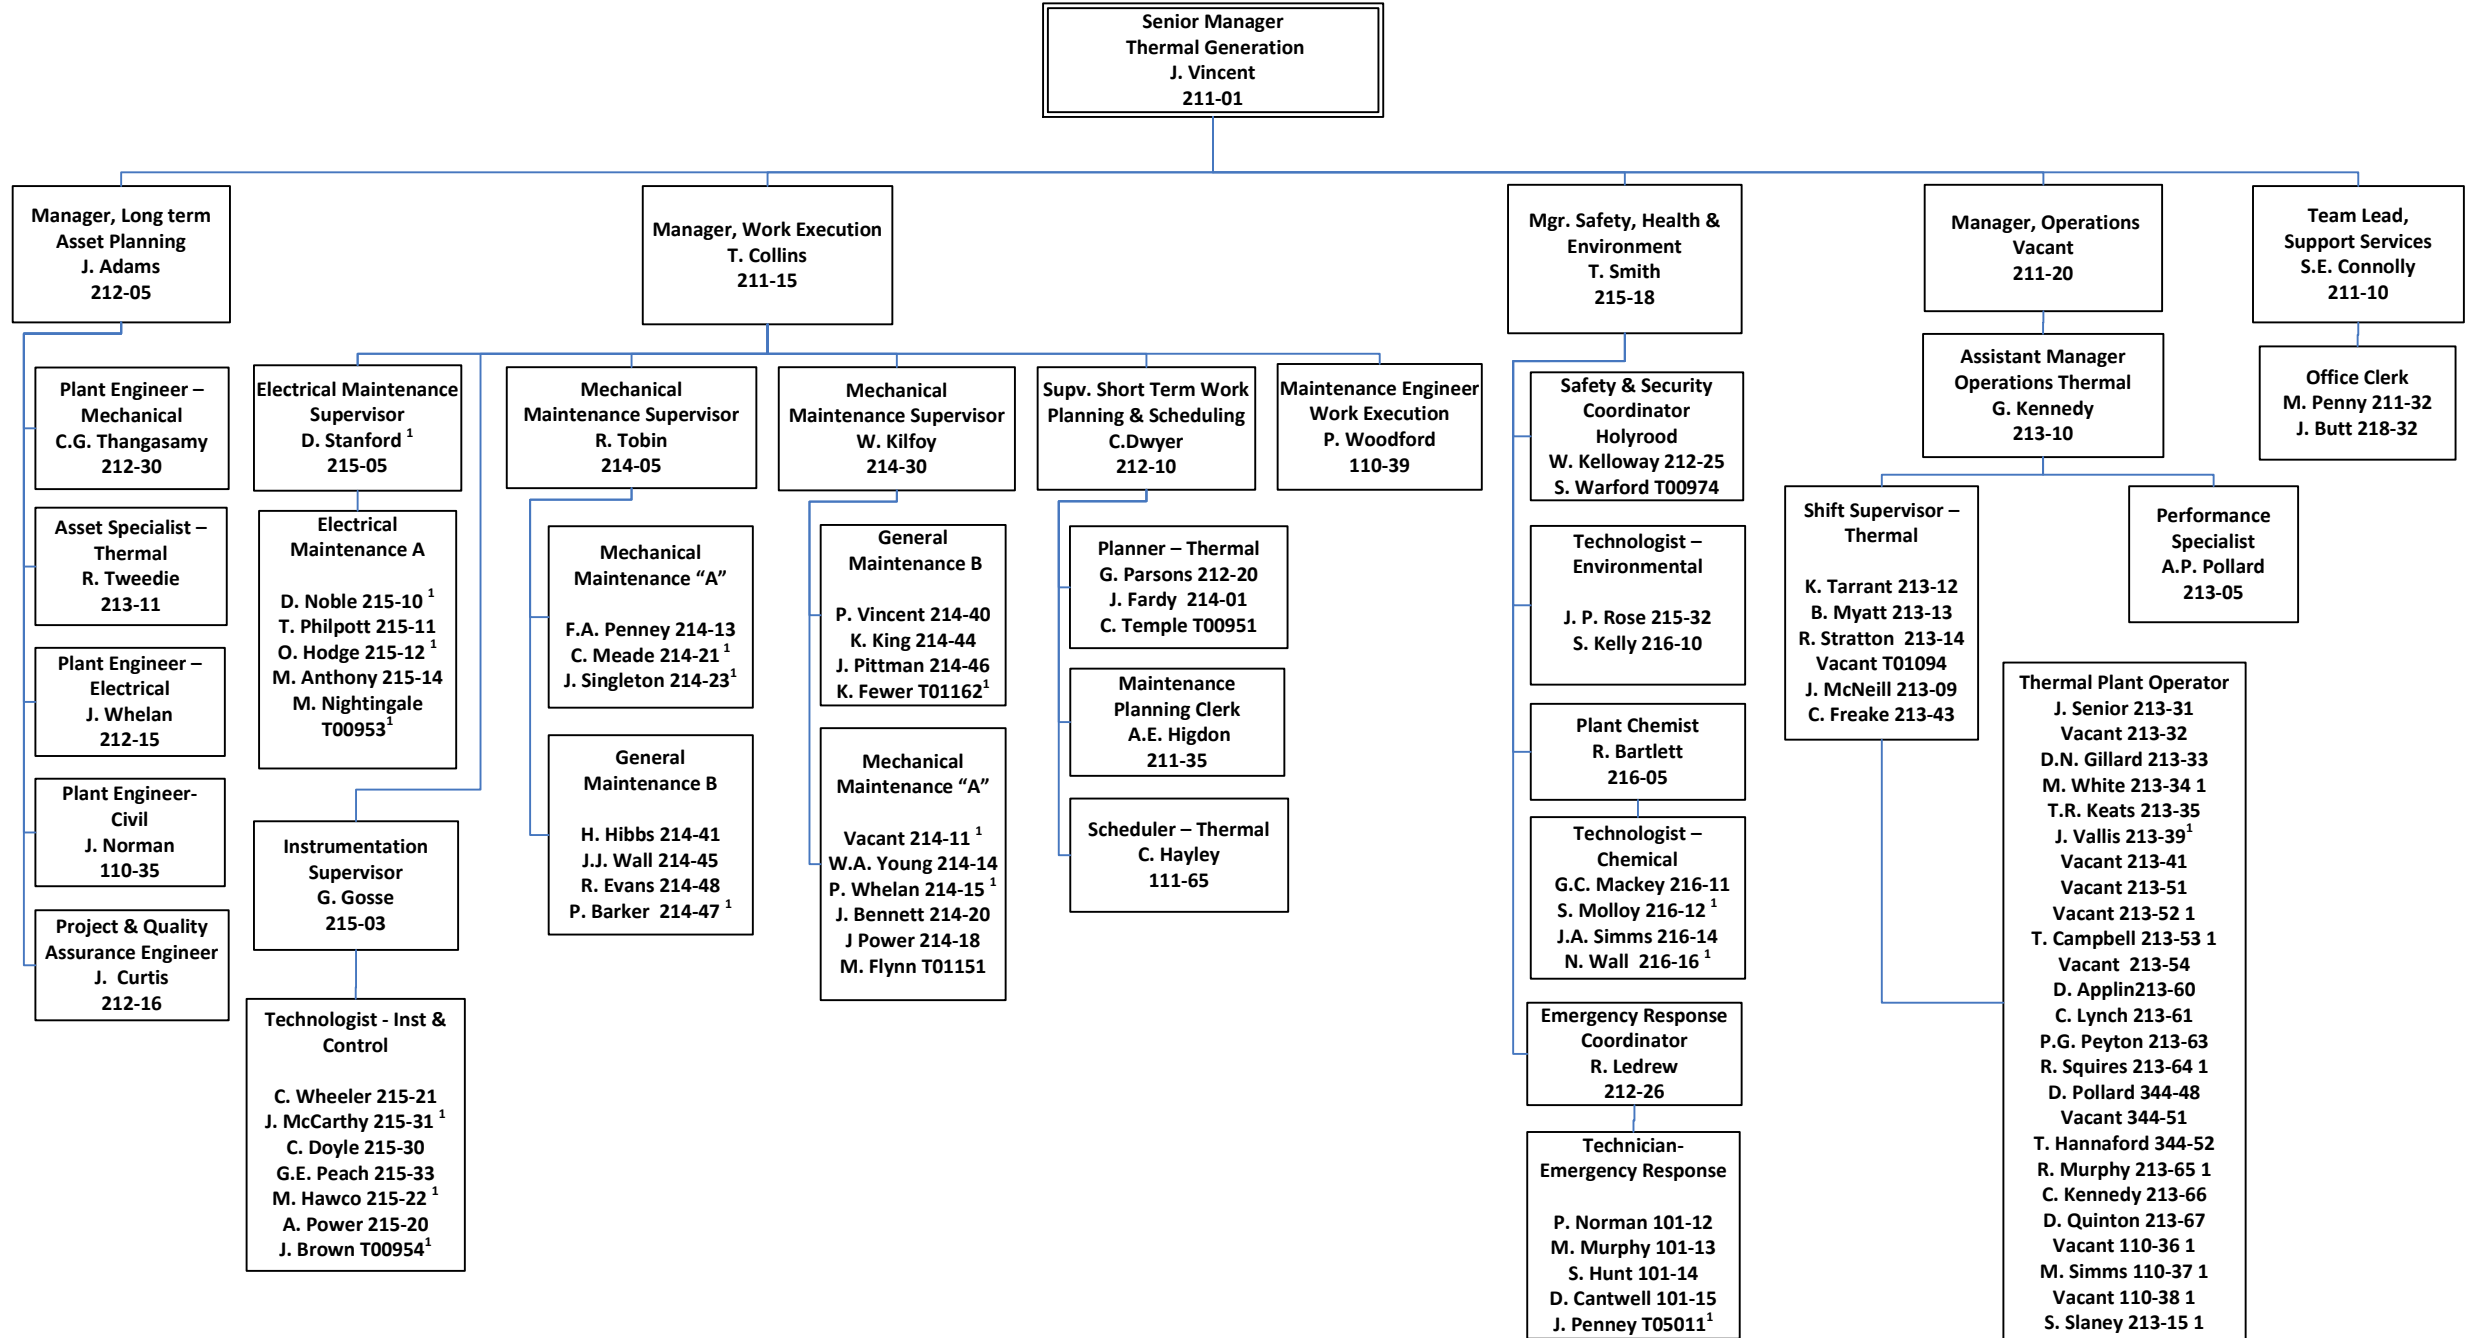 Senior Manager
Thermal Generation
J. Vincent
211-01
Manager, Long term
Asset Planning
J. Adams
212-05
Manager, Work Execution
T. Collins
211-15
Mgr. Safety, Health &
Environment
T. Smith
215-18
Manager, Operations
Vacant
211-20
Team Lead,
Support Services
S.E. Connolly
211-10
Plant Engineer –
Mechanical
C.G. Thangasamy
212-30
Asset Specialist –
Thermal
R. Tweedie
213-11
Plant Engineer –
Electrical
J. Whelan
212-15
Plant Engineer-
Civil
J. Norman
110-35
Project & Quality
Assurance Engineer
J. Curtis
212-16
Electrical Maintenance
Supervisor
D. Stanford 1
215-05
Electrical
Maintenance A
D. Noble 215-10 1
T. Philpott 215-11
O. Hodge 215-12 1
M. Anthony 215-14
M. Nightingale
T00953 1
Instrumentation
Supervisor
G. Gosse
215-03
Technologist - Inst &
Control
C. Wheeler 215-21
J. McCarthy 215-31 1
C. Doyle 215-30
G.E. Peach 215-33
M. Hawco 215-22 1
A. Power 215-20
J. Brown T00954 1
Mechanical
Maintenance Supervisor
R. Tobin
214-05
Mechanical
Maintenance “A”
F.A. Penney 214-13
C. Meade 214-21 1
J. Singleton 214-23 1
General
Maintenance B
H. Hibbs 214-41
J.J. Wall 214-45
R. Evans 214-48
P. Barker 214-47 1
Mechanical
Maintenance Supervisor
W. Kilfoy
214-30
General
Maintenance B
P. Vincent 214-40
K. King 214-44
J. Pittman 214-46
K. Fewer T01162 1
Mechanical
Maintenance “A”
Vacant 214-11 1
W.A. Young 214-14
P. Whelan 214-15 1
J. Bennett 214-20
J Power 214-18
M. Flynn T01151
Supv. Short Term Work
Planning & Scheduling
C.Dwyer
212-10
Planner – Thermal
G. Parsons 212-20
J. Fardy 214-01
C. Temple T00951
Maintenance
Planning Clerk
A.E. Higdon
211-35
Scheduler – Thermal
C. Hayley
111-65
Maintenance Engineer
Work Execution
P. Woodford
110-39
Safety & Security
Coordinator
Holyrood
W. Kelloway 212-25
S. Warford T00974
Technologist –
Environmental
J. P. Rose 215-32
S. Kelly 216-10
Plant Chemist
R. Bartlett
216-05
Technologist –
Chemical
G.C. Mackey 216-11
S. Molloy 216-12 1
J.A. Simms 216-14
N. Wall 216-16 1
Emergency Response
Coordinator
R. Ledrew
212-26
Technician-
Emergency Response
P. Norman 101-12
M. Murphy 101-13
S. Hunt 101-14
D. Cantwell 101-15
J. Penney T05011 1
Assistant Manager
Operations Thermal
G. Kennedy
213-10
Shift Supervisor –
Thermal
K. Tarrant 213-12
B. Myatt 213-13
R. Stratton 213-14
Vacant T01094
J. McNeill 213-09
C. Freake 213-43
Performance
Specialist
A.P. Pollard
213-05
Thermal Plant Operator
J. Senior 213-31
Vacant 213-32
D.N. Gillard 213-33
M. White 213-34 1
T.R. Keats 213-35
J. Vallis 213-39 1
Vacant 213-41
Vacant 213-51
Vacant 213-52 1
T. Campbell 213-53 1
Vacant 213-54
D. Applin213-60
C. Lynch 213-61
P.G. Peyton 213-63
R. Squires 213-64 1
D. Pollard 344-48
Vacant 344-51
T. Hannaford 344-52
R. Murphy 213-65 1
C. Kennedy 213-66
D. Quinton 213-67
Vacant 110-36 1
M. Simms 110-37 1
Vacant 110-38 1
S. Slaney 213-15 1
Office Clerk
M. Penny 211-32
J. Butt 218-32